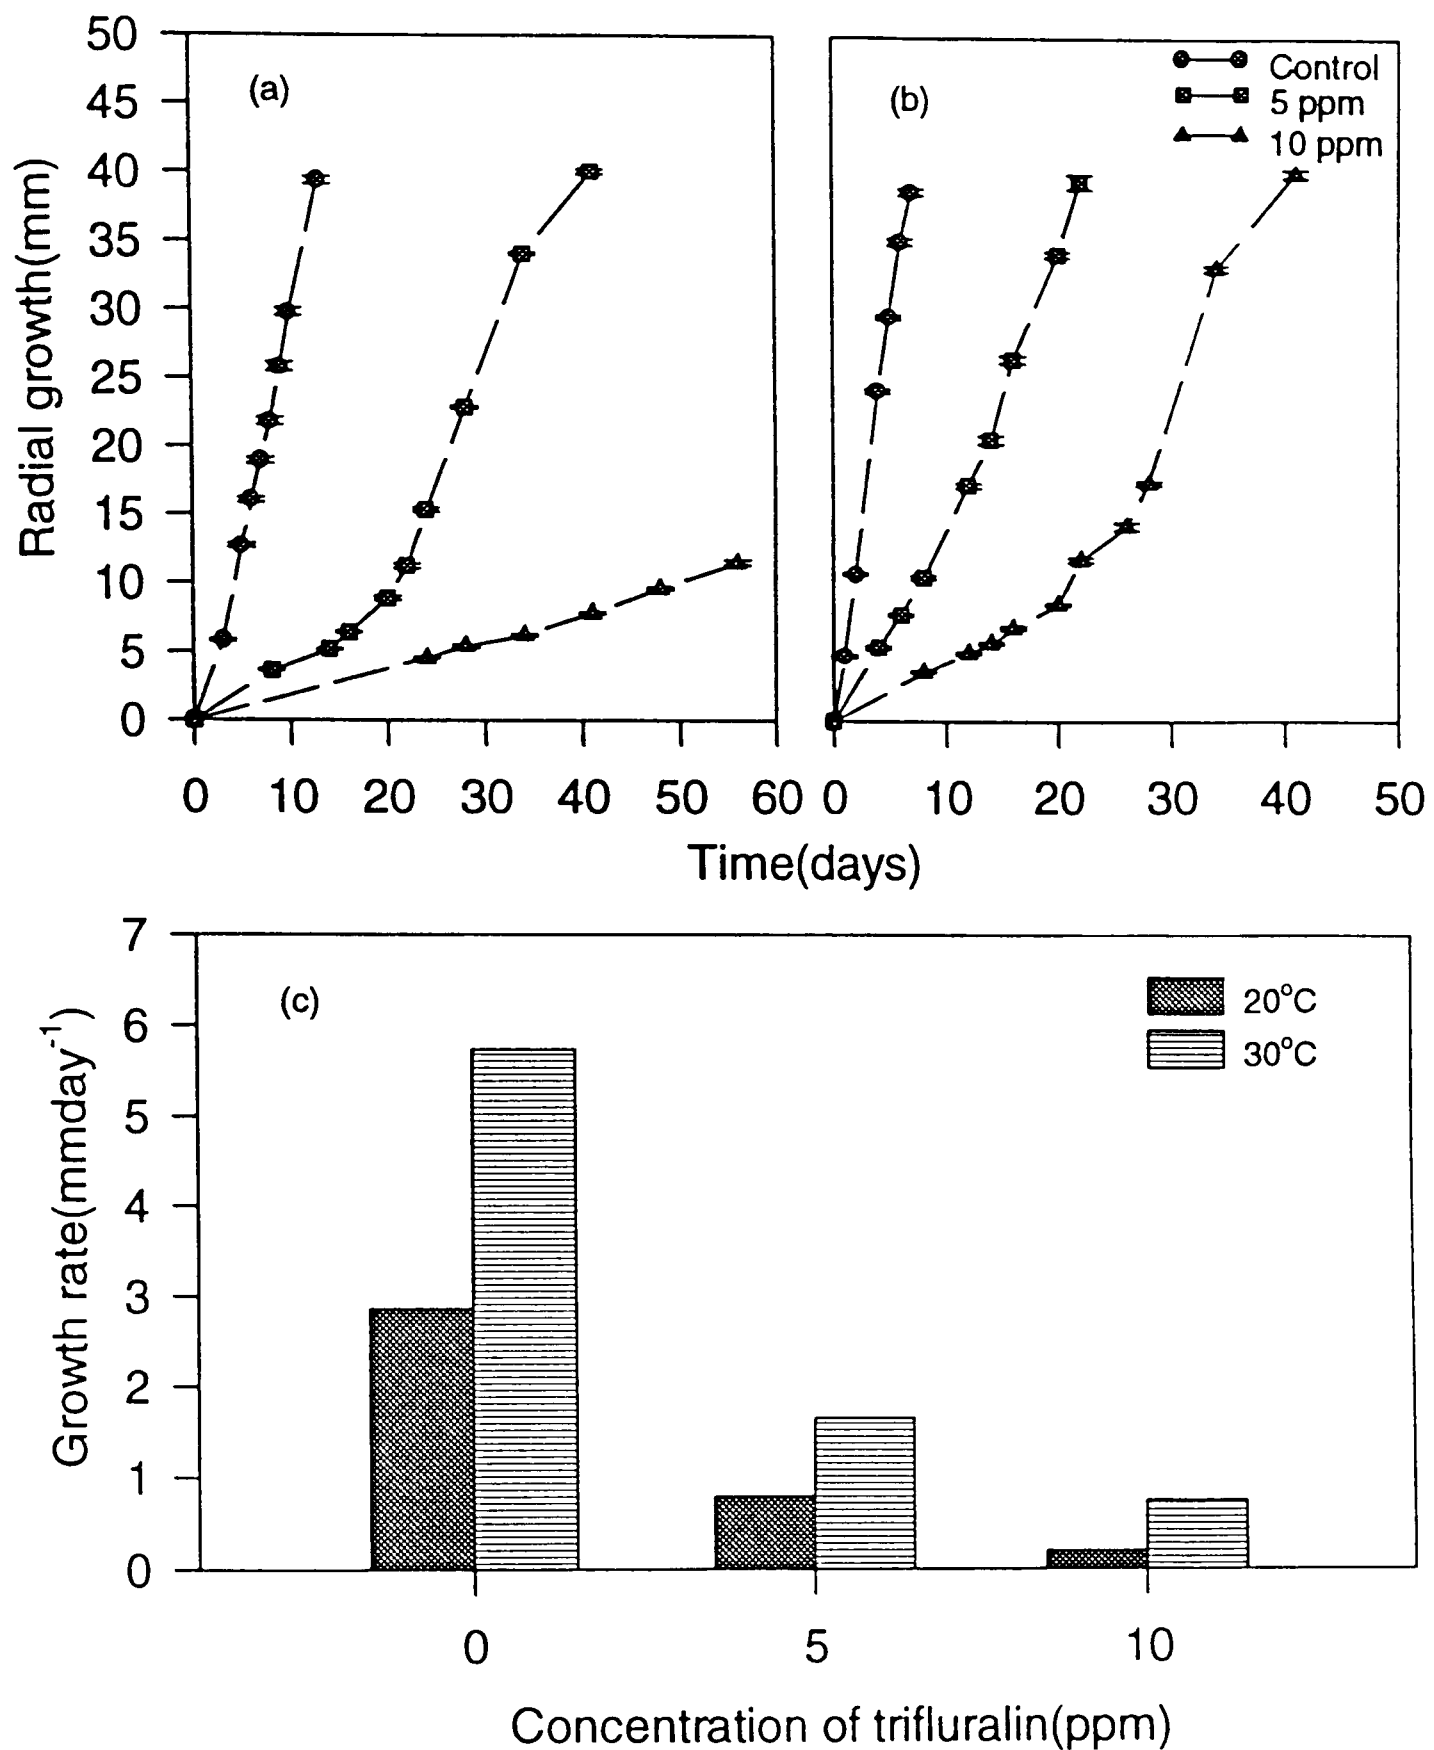 50
45
40
35
30
25
20
15
10
5
0
Radial growth(mm)
(a)
(b)
Control
5 ppm
10 ppm
0 10 20 30 40 50 60
0 10 20 30 40 50
Time(days)
7
6
5
4
3
2
1
0
Growth rate(mmday⁻¹)
(c)
20°C
30°C
0 5 10
Concentration of trifluralin(ppm)